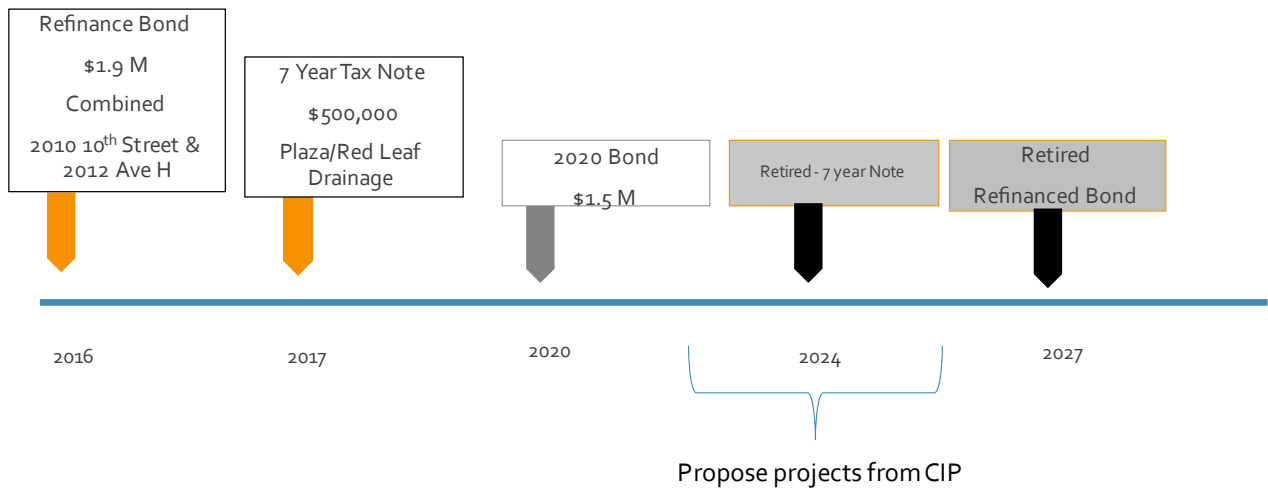 Refinance Bond
$1.9 M
Combined
2010 10th Street &
2012 Ave H
7 Year Tax Note
$500,000
Plaza/Red Leaf
Drainage
2020 Bond
$1.5 M
Retired - 7 year Note
Retired
Refinanced Bond
2016
2017
2020
2024
2027
Propose projects from CIP